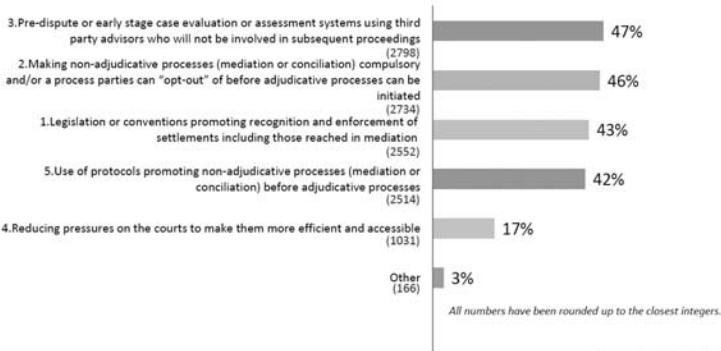 3.Pre-dispute or early stage case evaluation or assessment systems using third
party advisors who will not be involved in subsequent proceedings
(2798)
47%
2.Making non-adjudicative processes (mediation or conciliation) compulsory
and/or a process parties can “opt-out” of before adjudicative processes can be
initiated
(2734)
46%
1.Legislation or conventions promoting recognition and enforcement of
settlements including those reached in mediation
(2552)
43%
5.Use of protocols promoting non-adjudicative processes (mediation or
conciliation) before adjudicative processes
(2514)
42%
4.Reducing pressures on the courts to make them more efficient and accessible
(1031)
17%
Other
(166)
3%
All numbers have been rounded up to the closest integers.